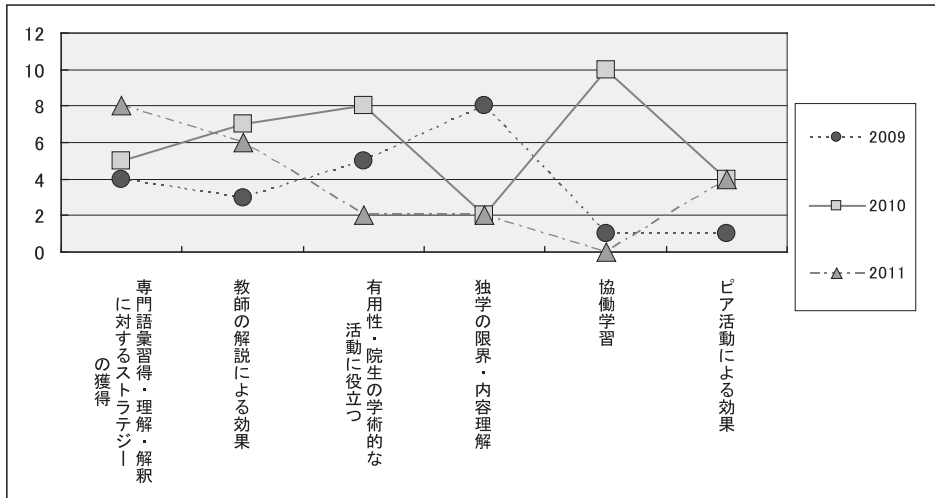 12
10
8
6
4
2
0
専門語彙習得・理解・解釈
に対するストラテジー
の獲得
教師の解説による効果
有用性・院生の学術的な
活動に役立つ
独学の限界・内容理解
協働学習
ピア活動による効果
2009
2010
2011